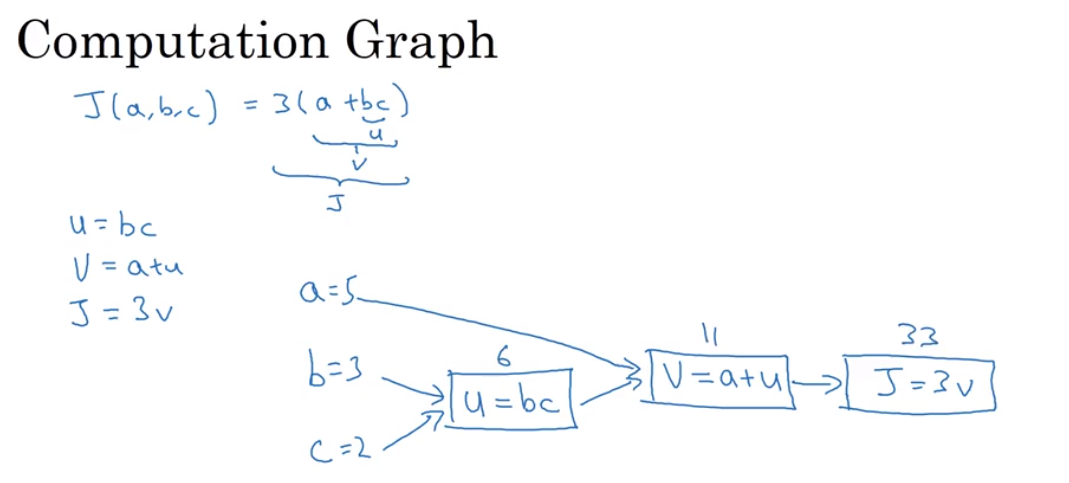 Computation Graph
J(a,b,c) = 3(a+bc)
u
V
J
u = bc
V = a+u
J = 3v
a=5
11
33
b=3
6
V=a+u
J=3v
u=bc
c=2